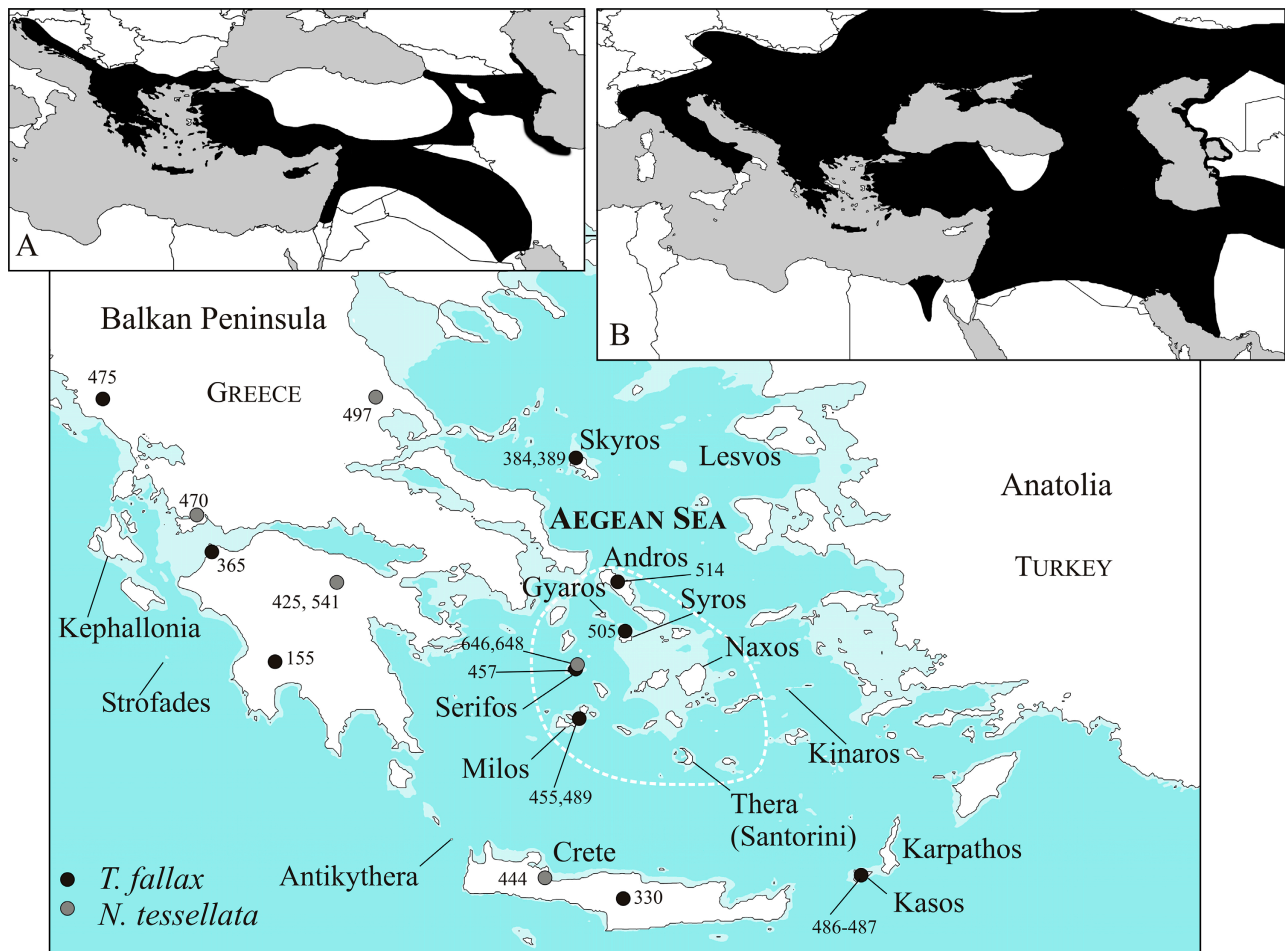 A
B
Balkan Peninsula
GREECE
475
497
Skyros
384,389
Lesvos
Anatolia
TURKEY
470
AEGEAN SEA
Andros
514
365
Gyaros
Syros
425, 541
505
Kephallonia
646,648
Naxos
155
457
Strofades
Serifos
Kinaros
Milos
455,489
Thera
(Santorini)
Antikythera
Crete
444
330
Karpathos
Kasos
486-487
T. fallax
N. tessellata